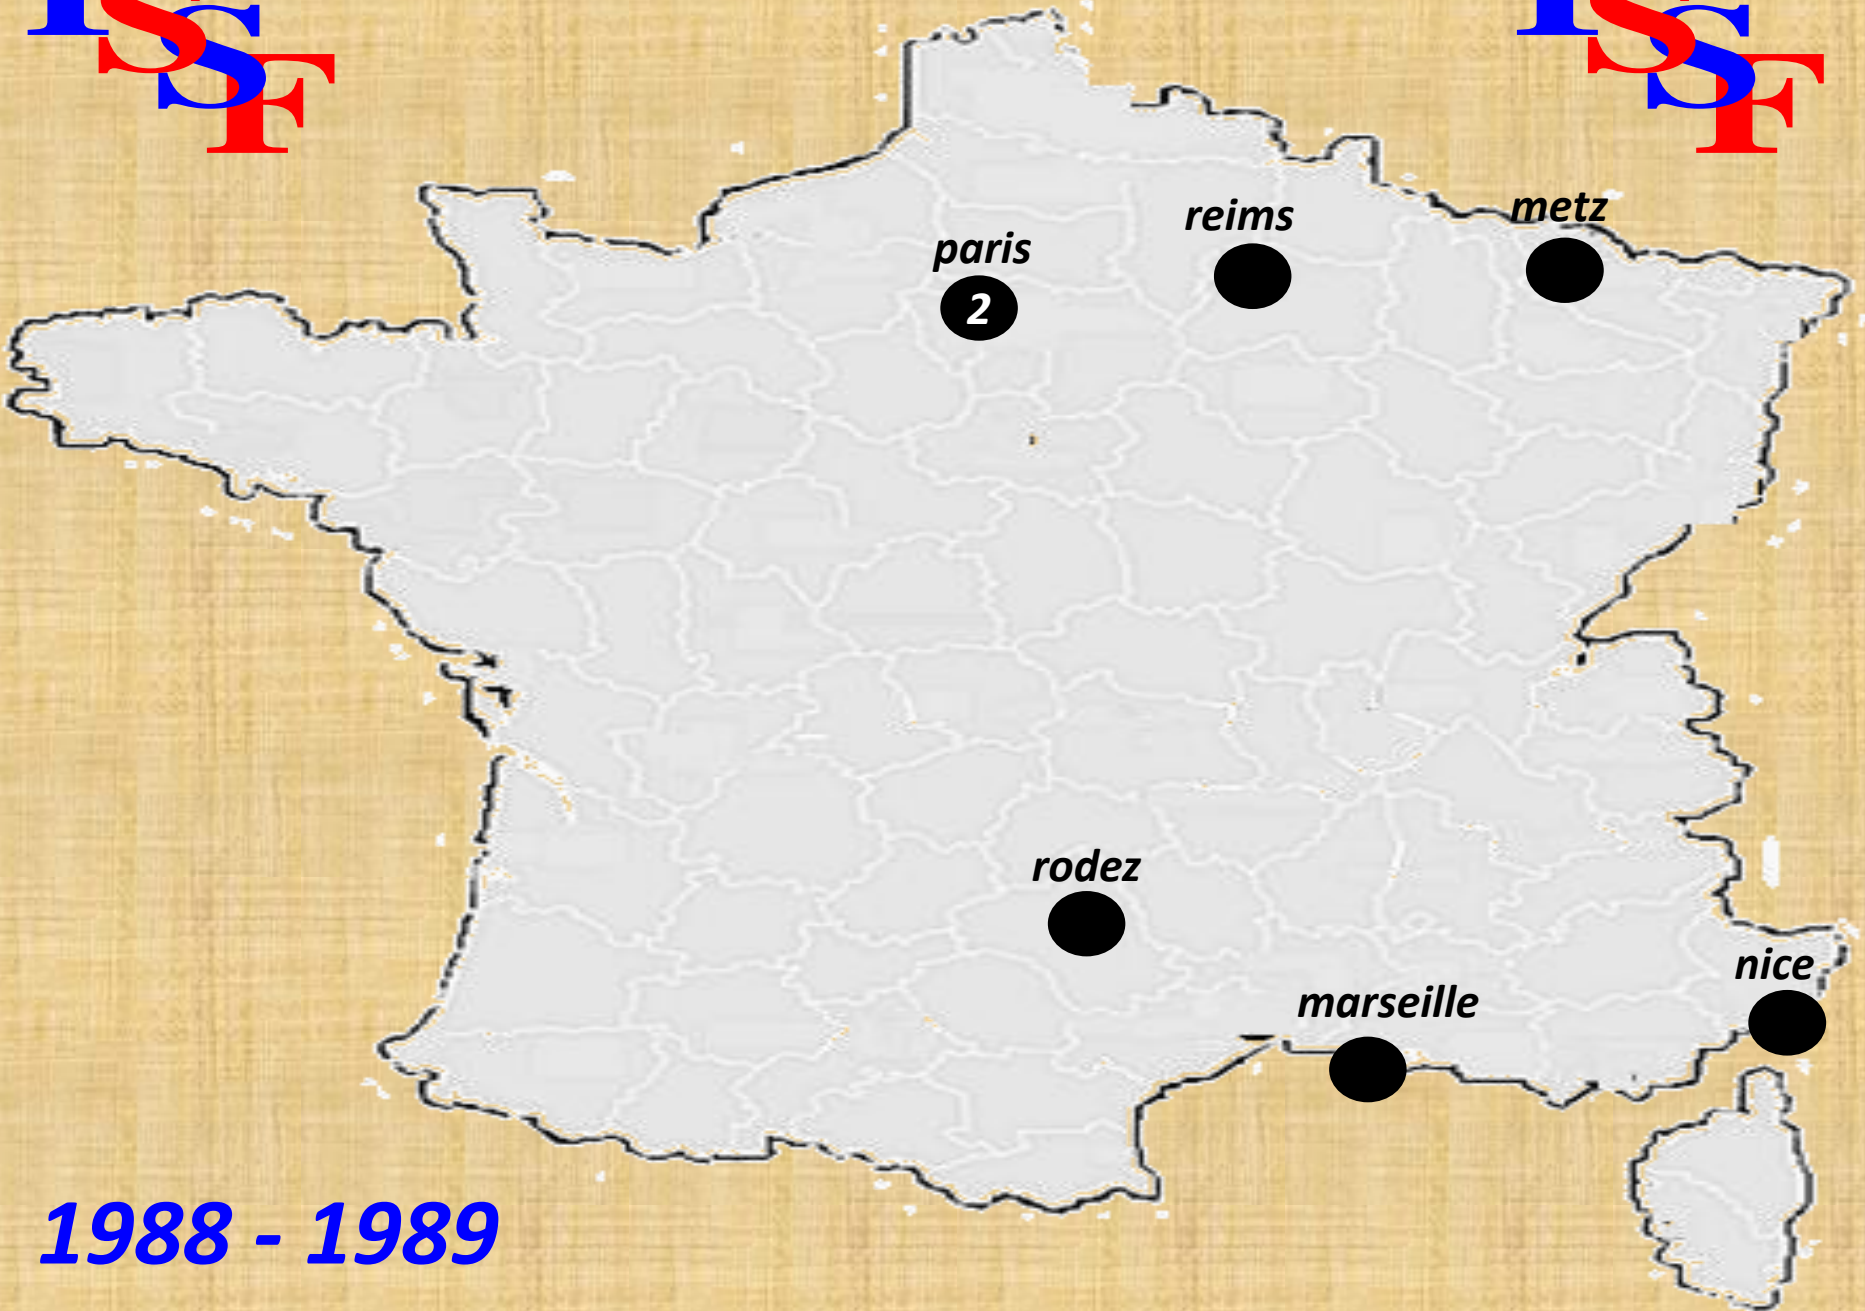 ISSF
ISSF
metz
reims
paris
2
rodez
nice
marseille
1988 - 1989